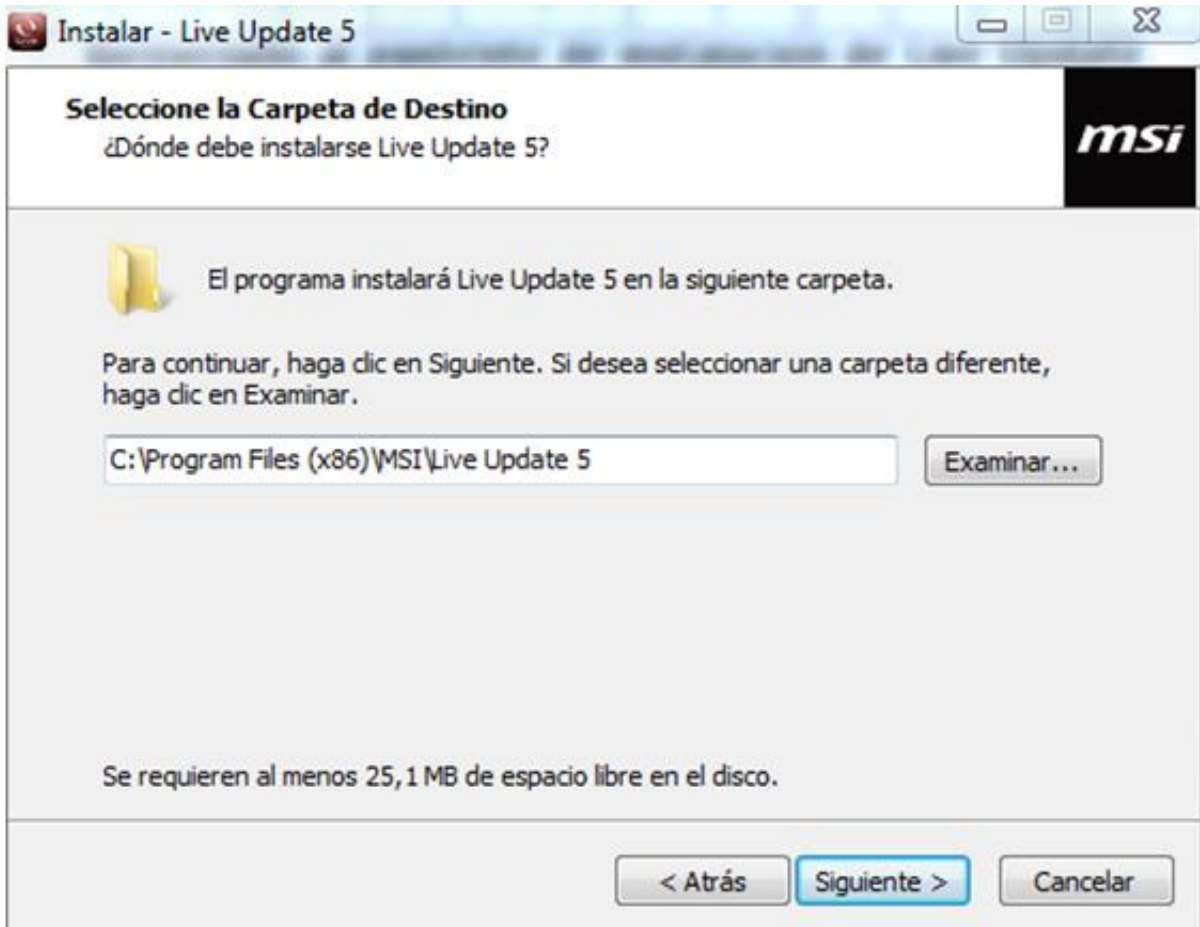 Instalar - Live Update 5
Seleccione la Carpeta de Destino
¿Dónde debe instalarse Live Update 5?
msi
El programa instalará Live Update 5 en la siguiente carpeta.
Para continuar, haga clic en Siguiente. Si desea seleccionar una carpeta diferente,
haga clic en Examinar.
C:\Program Files (x86)\MSI\Live Update 5
Examinar...
Se requieren al menos 25,1 MB de espacio libre en el disco.
< Atrás
Siguiente >
Cancelar